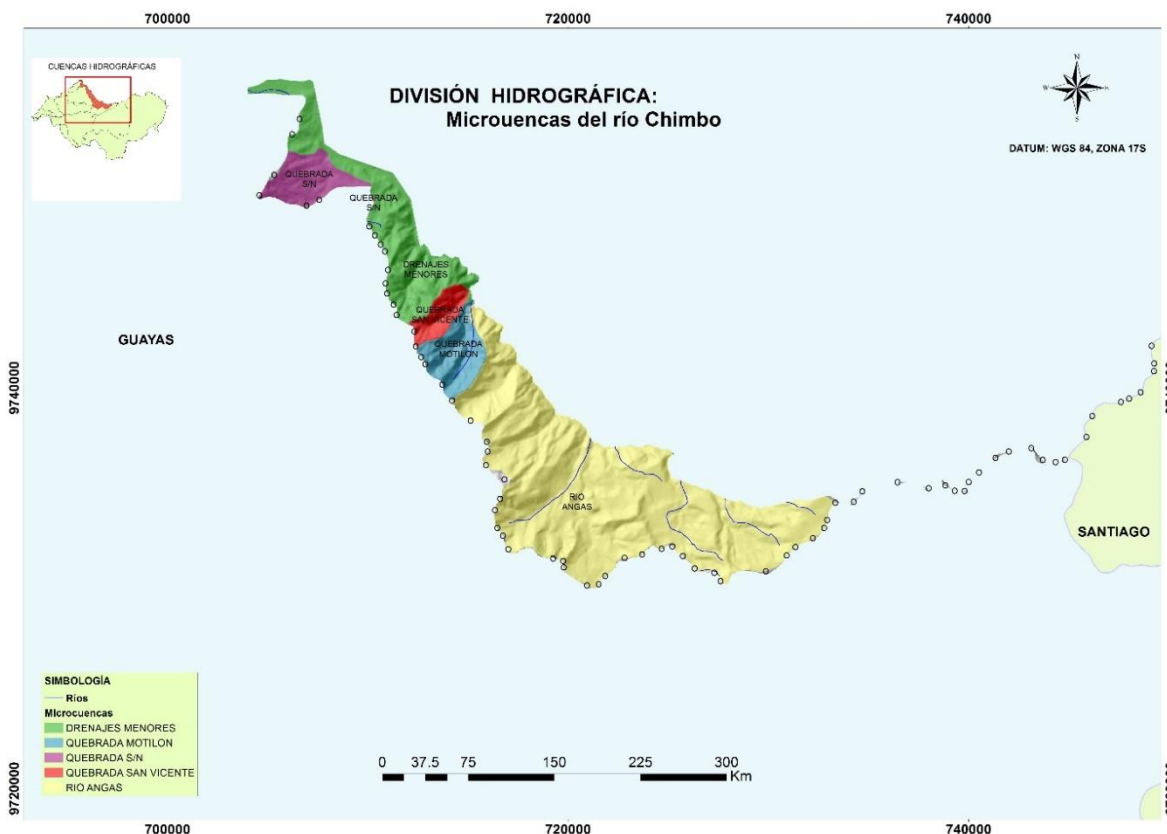 700000
720000
740000
CUENCAS HIDROGRÁFICAS
DIVISIÓN HIDROGRÁFICA:
Microuencas del río Chimbo
N
W
S
DATUM: WGS 84, ZONA 17S
QUEBRADA
S/N
QUEBRADA
S/N
DRENAJES
MENORES
QUEBRADA
SAN VICENTE
QUEBRADA
MOTILON
GUAYAS
9740000
RIO
ANGAS
SANTIAGO
SIMBOLOGÍA
Ríos
Microcuencas
DRENAJES MENORES
QUEBRADA MOTILON
QUEBRADA S/N
QUEBRADA SAN VICENTE
RIO ANGAS
0 37.5 75 150 225 300
Km
9720000
700000
720000
740000